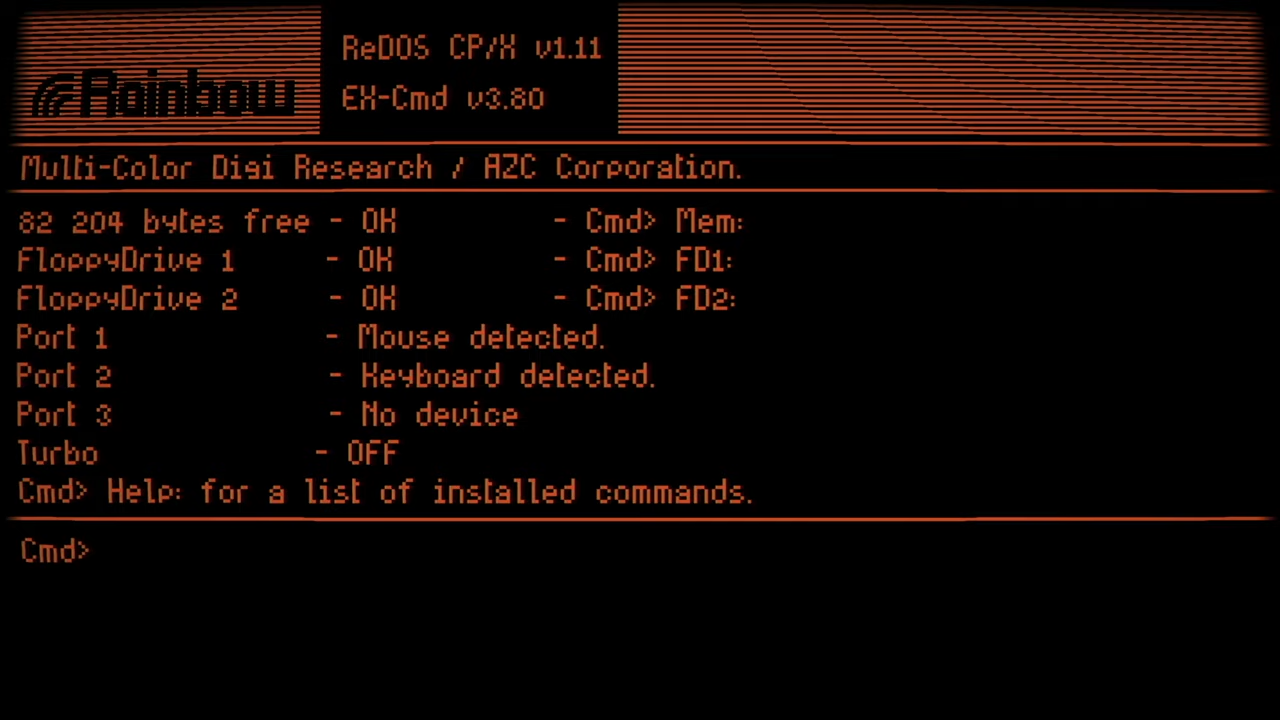 Rainbow
ReDOS CP/X v1.11
EX-Cmd v3.80
Multi-Color Digi Research / AZC Corporation.
82 204 bytes free - OK - Cmd> Mem:
FloppyDrive 1 - OK - Cmd> FD1:
FloppyDrive 2 - OK - Cmd> FD2:
Port 1 - Mouse detected.
Port 2 - Keyboard detected.
Port 3 - No device
Turbo - OFF
Cmd> Help: for a list of installed commands.
Cmd>